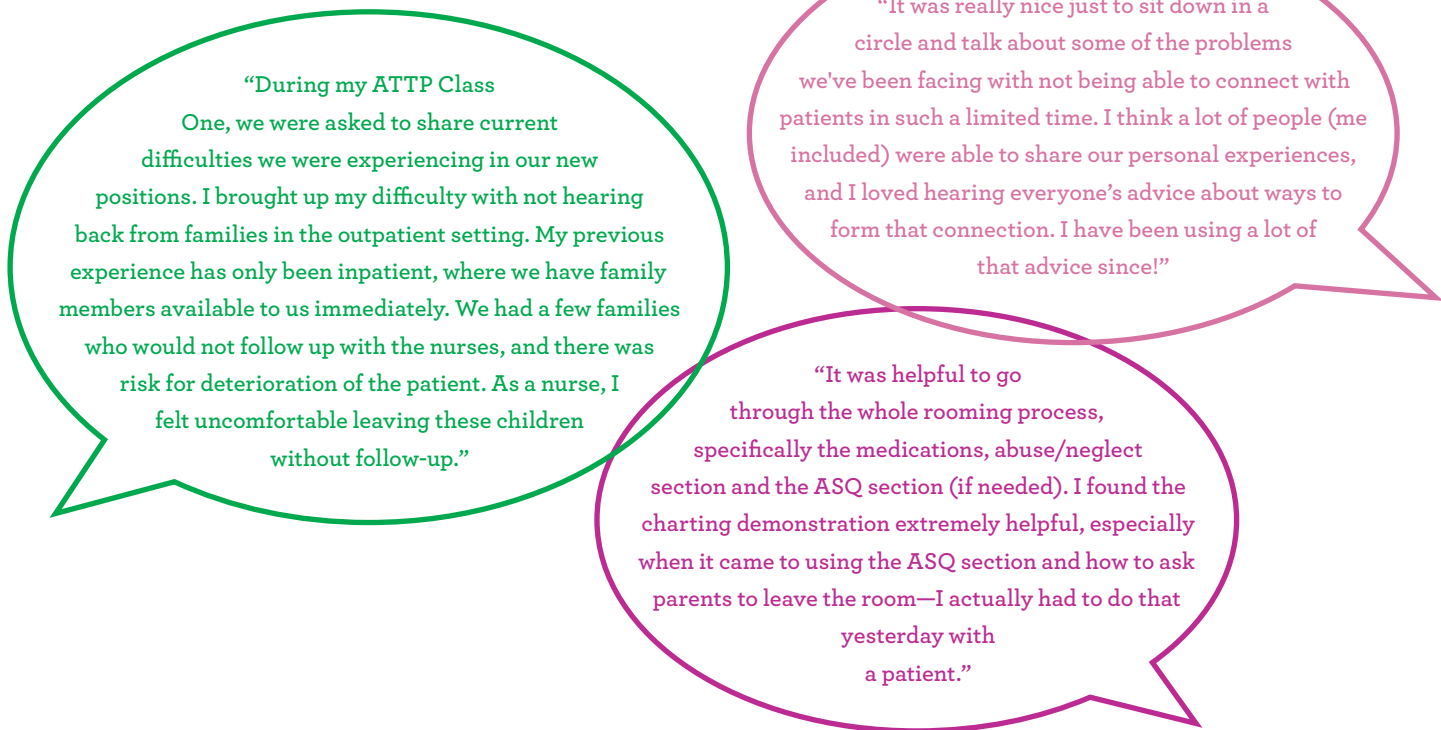 “During my ATTP Class
One, we were asked to share current
difficulties we were experiencing in our new
positions. I brought up my difficulty with not hearing
back from families in the outpatient setting. My previous
experience has only been inpatient, where we have family
members available to us immediately. We had a few families
who would not follow up with the nurses, and there was
risk for deterioration of the patient. As a nurse, I
felt uncomfortable leaving these children
without follow-up.”
“It was really nice just to sit down in a
circle and talk about some of the problems
we've been facing with not being able to connect with
patients in such a limited time. I think a lot of people (me
included) were able to share our personal experiences,
and I loved hearing everyone’s advice about ways to
form that connection. I have been using a lot of
that advice since!”
“It was helpful to go
through the whole rooming process,
specifically the medications, abuse/neglect
section and the ASQ section (if needed). I found the
charting demonstration extremely helpful, especially
when it came to using the ASQ section and how to ask
parents to leave the room—I actually had to do that
yesterday with
a patient.”